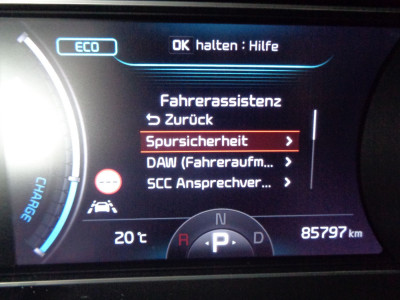 ECO
OK halten : Hilfe
Fahrerassistenz
Zurück
Spursicherheit
DAW (Fahreraufm...
SCC Ansprechver...
CHARGE
20 °C
R
N
P
D
85797 km